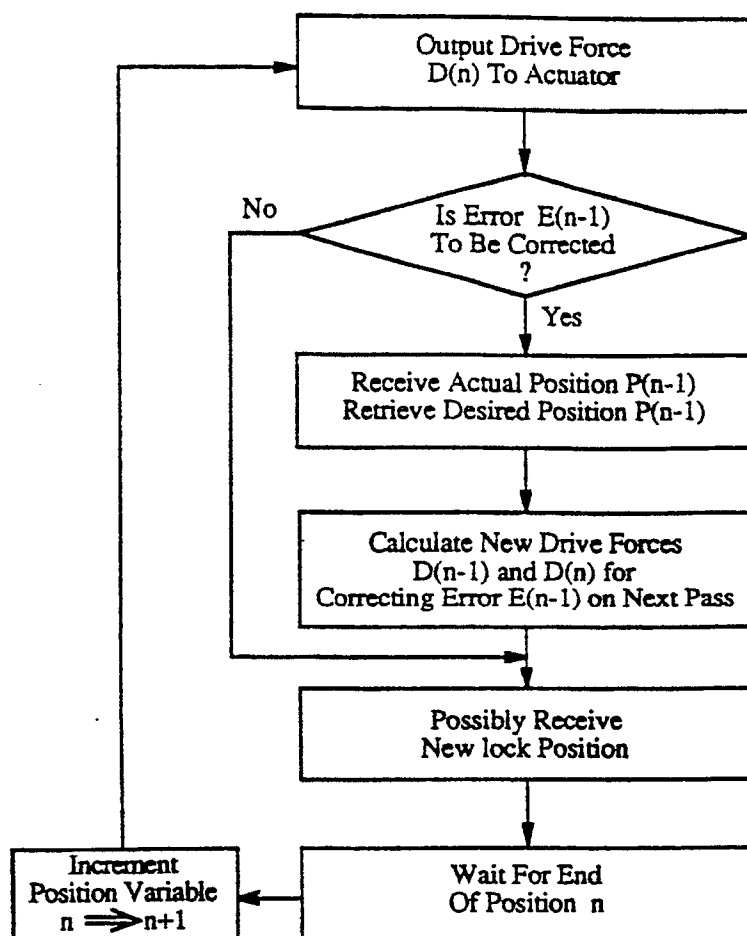 Output Drive Force
D(n) To Actuator
No
Is Error E(n-1)
To Be Corrected
?
Yes
Receive Actual Position P(n-1)
Retrieve Desired Position P(n-1)
Calculate New Drive Forces
D(n-1) and D(n) for
Correcting Error E(n-1) on Next Pass
Possibly Receive
New lock Position
Wait For End
Of Position n
Increment
Position Variable
n ⟹ n+1